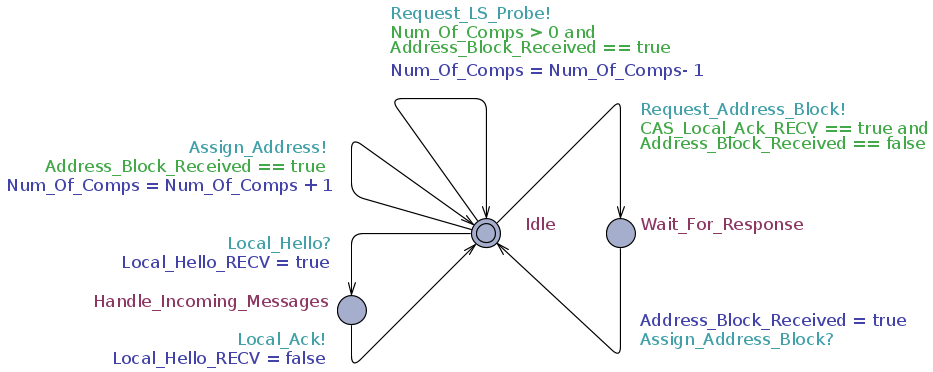 Request_LS_Probe!
Num_Of_Comps > 0 and
Address_Block_Received == true
Num_Of_Comps = Num_Of_Comps- 1
Request_Address_Block!
CAS_Local_Ack_RECV == true and
Address_Block_Received == false
Assign_Address!
Address_Block_Received == true
Num_Of_Comps = Num_Of_Comps + 1
Idle
Wait_For_Response
Local_Hello?
Local_Hello_RECV = true
Handle_Incoming_Messages
Local_Ack!
Local_Hello_RECV = false
Address_Block_Received = true
Assign_Address_Block?